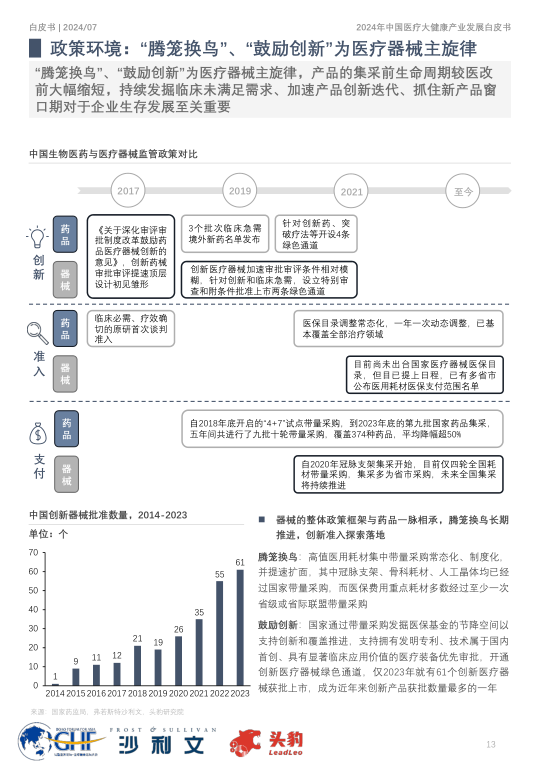 白皮书 | 2024/07
2024年中国医疗大健康产业发展白皮书
政策环境：“腾笼换鸟”、“鼓励创新”为医疗器械主旋律
“腾笼换鸟”、“鼓励创新”为医疗器械主旋律，产品的集采前生命周期较医改
前大幅缩短，持续发掘临床未满足需求、加速产品创新迭代、抓住新产品窗
口期对于企业生存发展至关重要
中国生物医药与医疗器械监管政策对比
2017
2019
2021
至今
创新
药品
《关于深化审评审
批制度改革鼓励药
品医疗器械创新的
意见》，创新药械
审批审评提速顶层
设计初见雏形
3个批次临床急需
境外新药名单发布
针对创新药、突
破疗法等开设4条
绿色通道
器械
创新医疗器械加速审批审评条件相对模
糊，针对创新和临床急需，设立特别审
查和附条件批准上市两条绿色通道
准入
药品
临床必需、疗效确
切的原研首次谈判
准入
医保目录调整常态化，一年一次动态调整，已基
本覆盖全部治疗领域
器械
目前尚未出台国家医疗器械医保目
录，但目已提上日程，已有多省市
公布医用耗材医保支付范围名单
支付
药品
自2018年底开启的“4+7”试点带量采购，到2023年底的第九批国家药品集采，
五年间共进行了九批十轮带量采购，覆盖374种药品，平均降幅超50%
器械
自2020年冠脉支架集采开始，目前仅四轮全国耗
材带量采购，集采多为省市采购，未来全国集采
将持续推进
中国创新器械批准数量，2014-2023
单位：个
70
60
50
40
30
20
10
0
1
9
11
12
21
19
26
35
55
61
2014 2015 2016 2017 2018 2019 2020 2021 2022 2023
■ 器械的整体政策框架与药品一脉相承，腾笼换鸟长期
推进，创新准入探索落地
腾笼换鸟：高值医用耗材集中带量采购常态化、制度化，
并提速扩面，其中冠脉支架、骨科耗材、人工晶体均已经
过国家带量采购，而医保费用重点耗材多数经过至少一次
省级或省际联盟带量采购
鼓励创新：国家通过带量采购发掘医保基金的节降空间以
支持创新和覆盖推进，支持拥有发明专利、技术属于国内
首创、具有显著临床应用价值的医疗装备优先审批，开通
创新医疗器械绿色通道，仅2023年就有61个创新医疗器
械获批上市，成为近年来创新产品获批数量最多的一年
来源：国家药监局，弗若斯特沙利文，头豹研究院
GHF
FROST & SULLIVAN
沙利文
头豹
LeadLeo
13